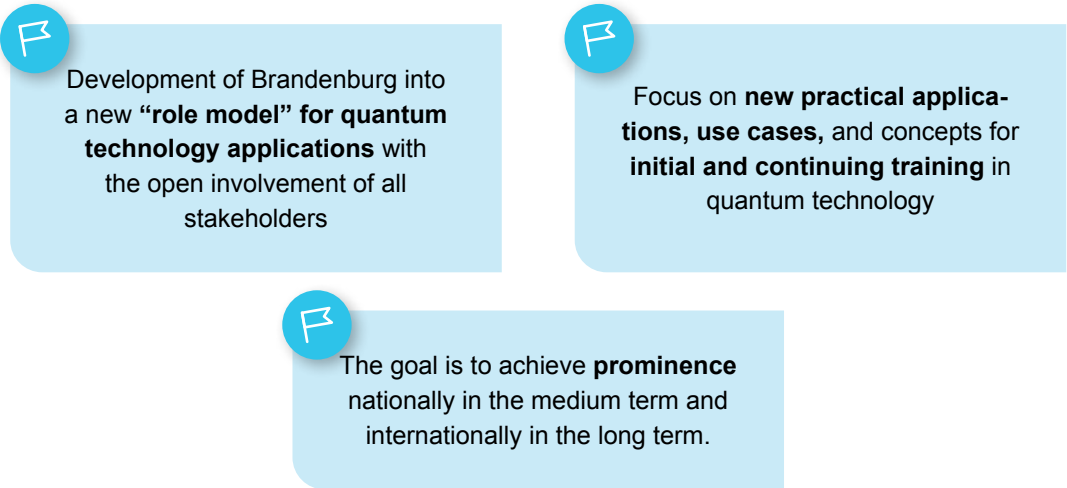 Development of Brandenburg into
a new “role model” for quantum
technology applications with
the open involvement of all
stakeholders
Focus on new practical applica-
tions, use cases, and concepts for
initial and continuing training in
quantum technology
The goal is to achieve prominence
nationally in the medium term and
internationally in the long term.